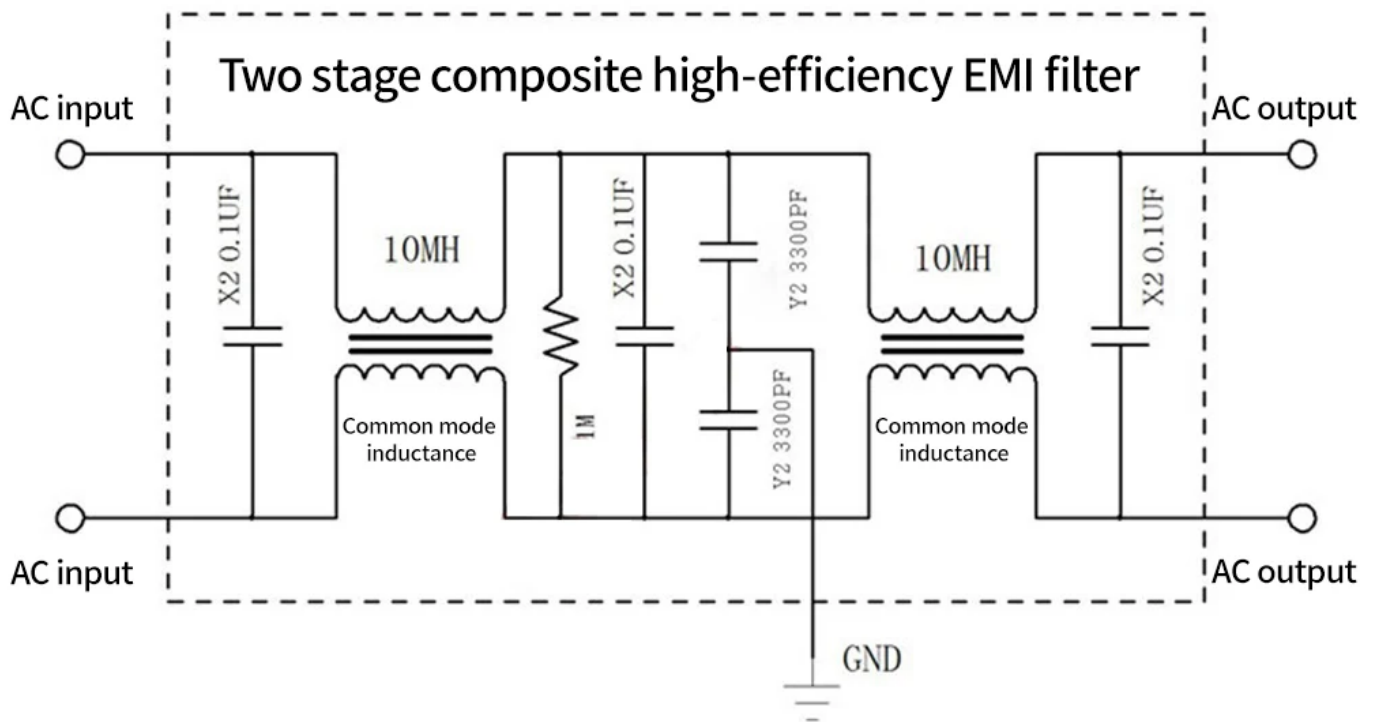 Two stage composite high-efficiency EMI filter
AC input
AC output
X2 0.1UF
10MH
X2 0.1UF
Y2 3300PF
10MH
X2 0.1UF
Common mode
inductance
1M
Y2 3300PF
Common mode
inductance
AC input
AC output
GND